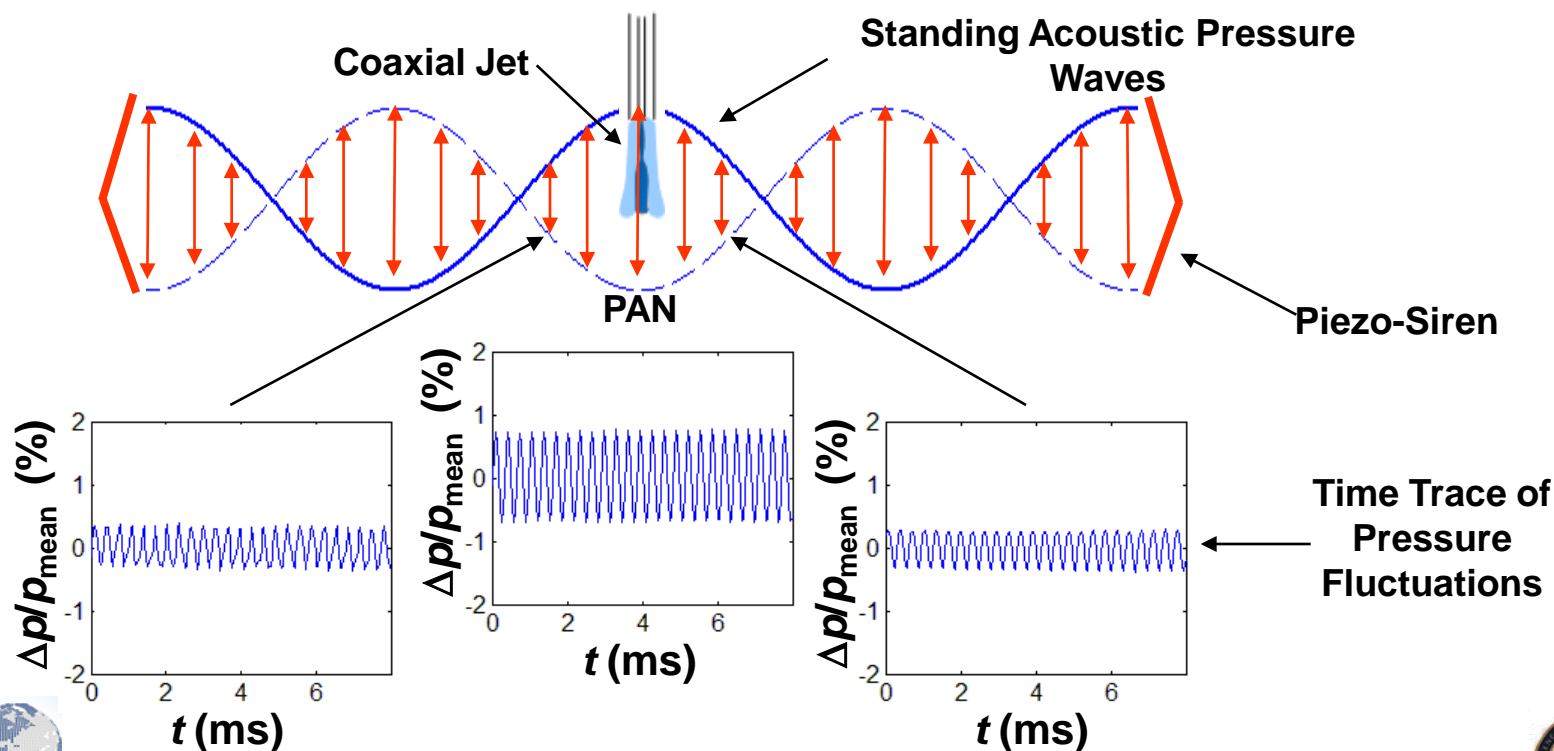 Coaxial Jet
Standing Acoustic Pressure
Waves
PAN
Piezo-Siren
Δp/pmean (%)
2
1
0
-1
-2
0 2 4 6
t (ms)
Δp/pmean (%)
2
1
0
-1
-2
0 2 4 6
t (ms)
Δp/pmean (%)
2
1
0
-1
-2
0 2 4 6
t (ms)
Time Trace of
Pressure
Fluctuations